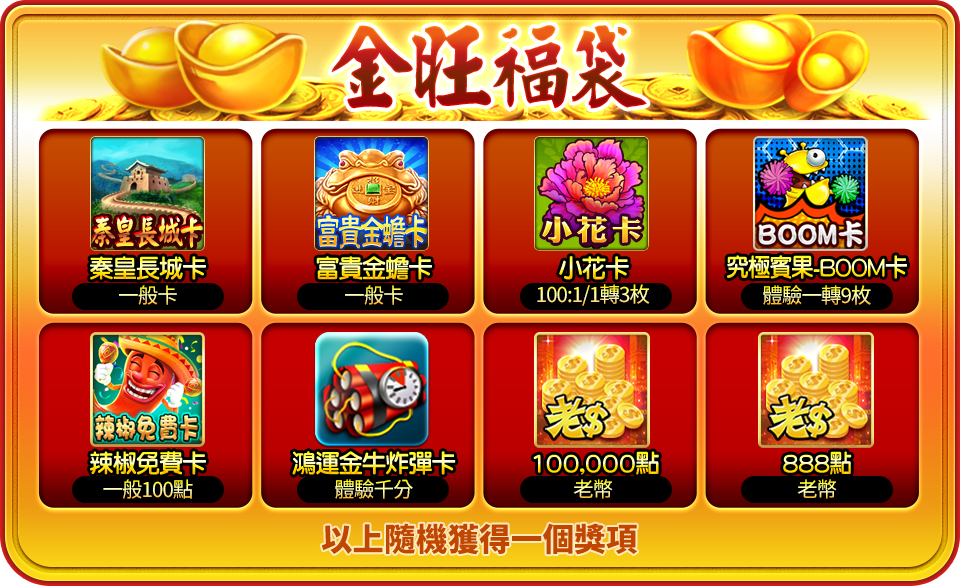 金旺福袋
秦皇長城卡
秦皇長城卡
一般卡
富貴金蟾卡
富貴金蟾卡
一般卡
小花卡
小花卡
100:1/1轉3枚
BOOM卡
究極賓果-BOOM卡
體驗一轉9枚
辣椒免費卡
辣椒免費卡
一般100點
鴻運金牛炸彈卡
體驗千分
老$
100,000點
老幣
老$
888點
老幣
以上隨機獲得一個獎項